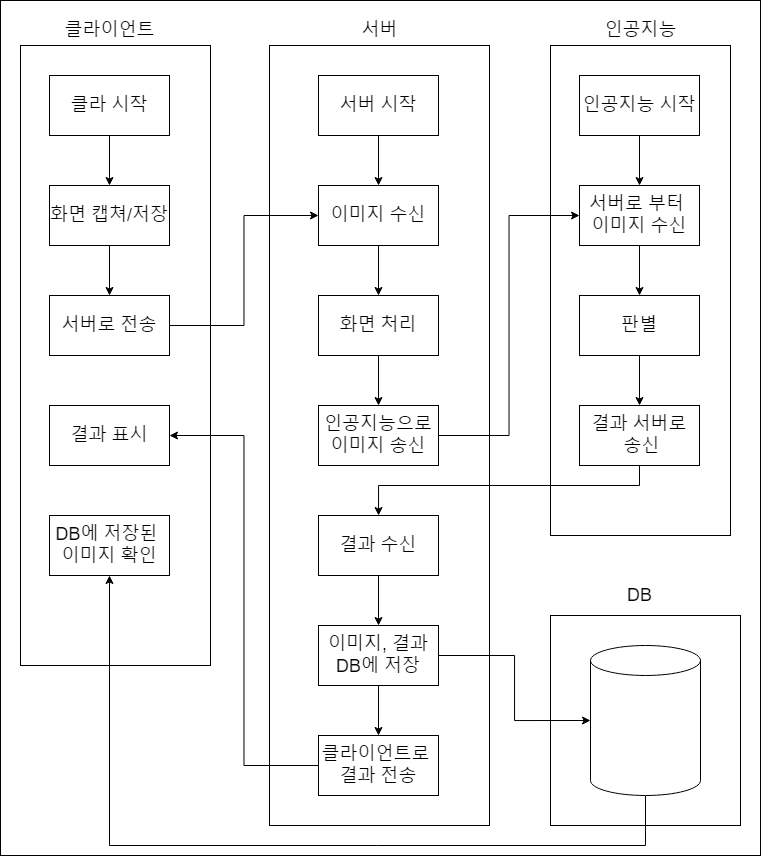 클라이언트
클라 시작
화면 캡쳐/저장
서버로 전송
결과 표시
DB에 저장된
이미지 확인
서버
서버 시작
이미지 수신
화면 처리
인공지능으로
이미지 송신
결과 수신
이미지, 결과
DB에 저장
클라이언트로
결과 전송
인공지능
인공지능 시작
서버로 부터
이미지 수신
판별
결과 서버로
송신
DB